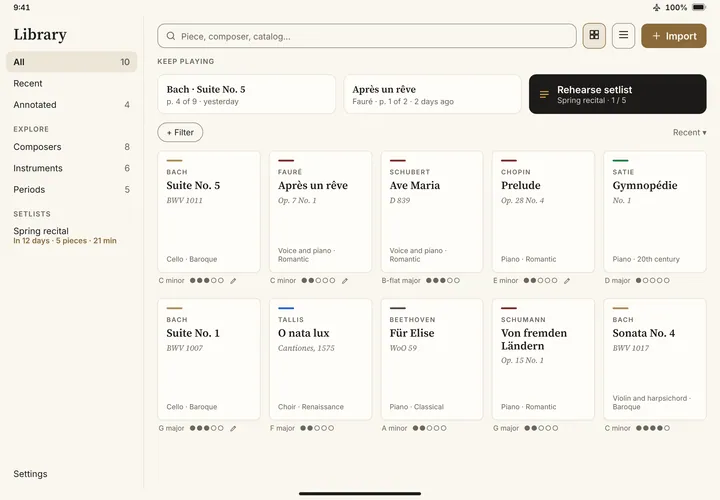 9:41
100%
Library
All 10
Recent
Annotated 4
EXPLORE
Composers 8
Instruments 6
Periods 5
SETLISTS
Spring recital
In 12 days · 5 pieces · 21 min
Settings
Piece, composer, catalog...
+ Import
KEEP PLAYING
Bach · Suite No. 5
p. 4 of 9 · yesterday
Après un rêve
Fauré · p. 1 of 2 · 2 days ago
Rehearse setlist
Spring recital · 1 / 5
+ Filter
Recent ▾
BACH
Suite No. 5
BWV 1011
Cello · Baroque
C minor
FAURÉ
Après un rêve
Op. 7 No. 1
Voice and piano ·
Romantic
C minor
SCHUBERT
Ave Maria
D 839
Voice and piano ·
Romantic
B-flat major
CHOPIN
Prelude
Op. 28 No. 4
Piano · Romantic
E minor
SATIE
Gymnopédie
No. 1
Piano · 20th century
D major
BACH
Suite No. 1
BWV 1007
Cello · Baroque
G major
TALLIS
O nata lux
Cantiones, 1575
Choir · Renaissance
F major
BEETHOVEN
Für Elise
WoO 59
Piano · Classical
A minor
SCHUMANN
Von fremden
Ländern
Op. 15 No. 1
Piano · Romantic
G major
BACH
Sonata No. 4
BWV 1017
Violin and harpsichord ·
Baroque
C minor